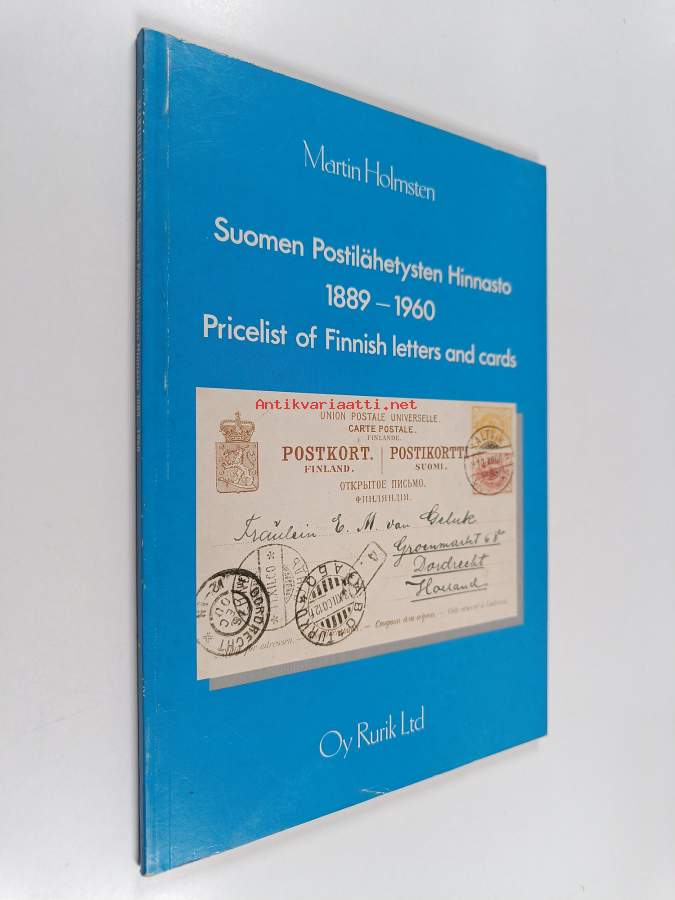 Martin Holmsten
Suomen Postilähetysten Hinnasto
1889 – 1960
Pricelist of Finnish letters and cards
Antikvariaatti.net
UNION POSTALE UNIVERSELLE.
CARTE POSTALE.
FINLANDE.
POSTKORT. POSTIKORTTI
FINLAND. SUOMI.
ОТКРЫТОЕ ПИСЬМО.
ФИНЛЯНДІЯ.
Fräulein E. M. van Geluk
Groenmarkt 68
Dordrecht
Holland
DORDRECHT
TURKU
Oy Rurik Ltd